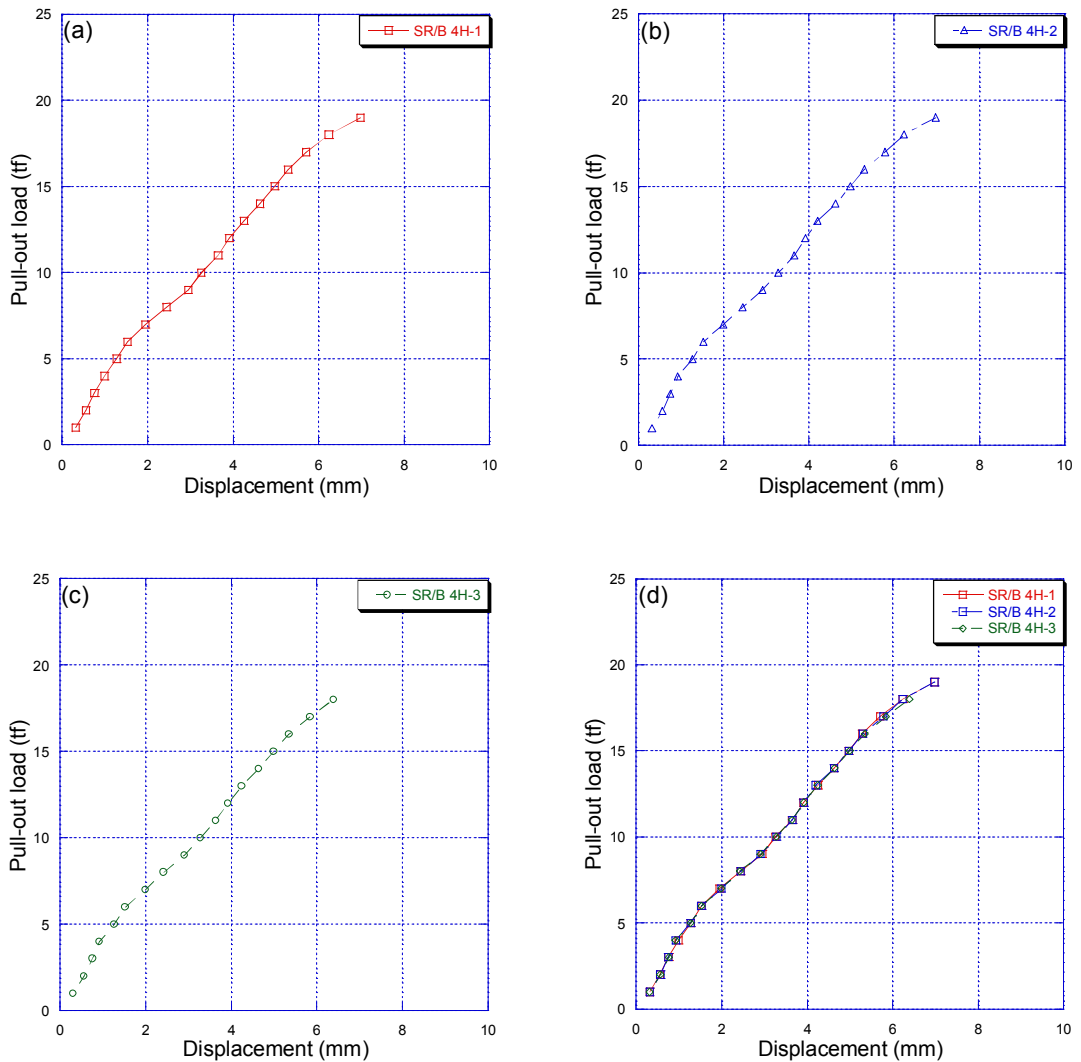 (a)
SR/B 4H-1
25
20
15
10
5
0
Pull-out load (tf)
0 2 4 6 8 10
Displacement (mm)
(b)
SR/B 4H-2
25
20
15
10
5
0
Pull-out load (tf)
0 2 4 6 8 10
Displacement (mm)
(c)
SR/B 4H-3
25
20
15
10
5
0
Pull-out load (tf)
0 2 4 6 8 10
Displacement (mm)
(d)
SR/B 4H-1
SR/B 4H-2
SR/B 4H-3
25
20
15
10
5
0
Pull-out load (tf)
0 2 4 6 8 10
Displacement (mm)